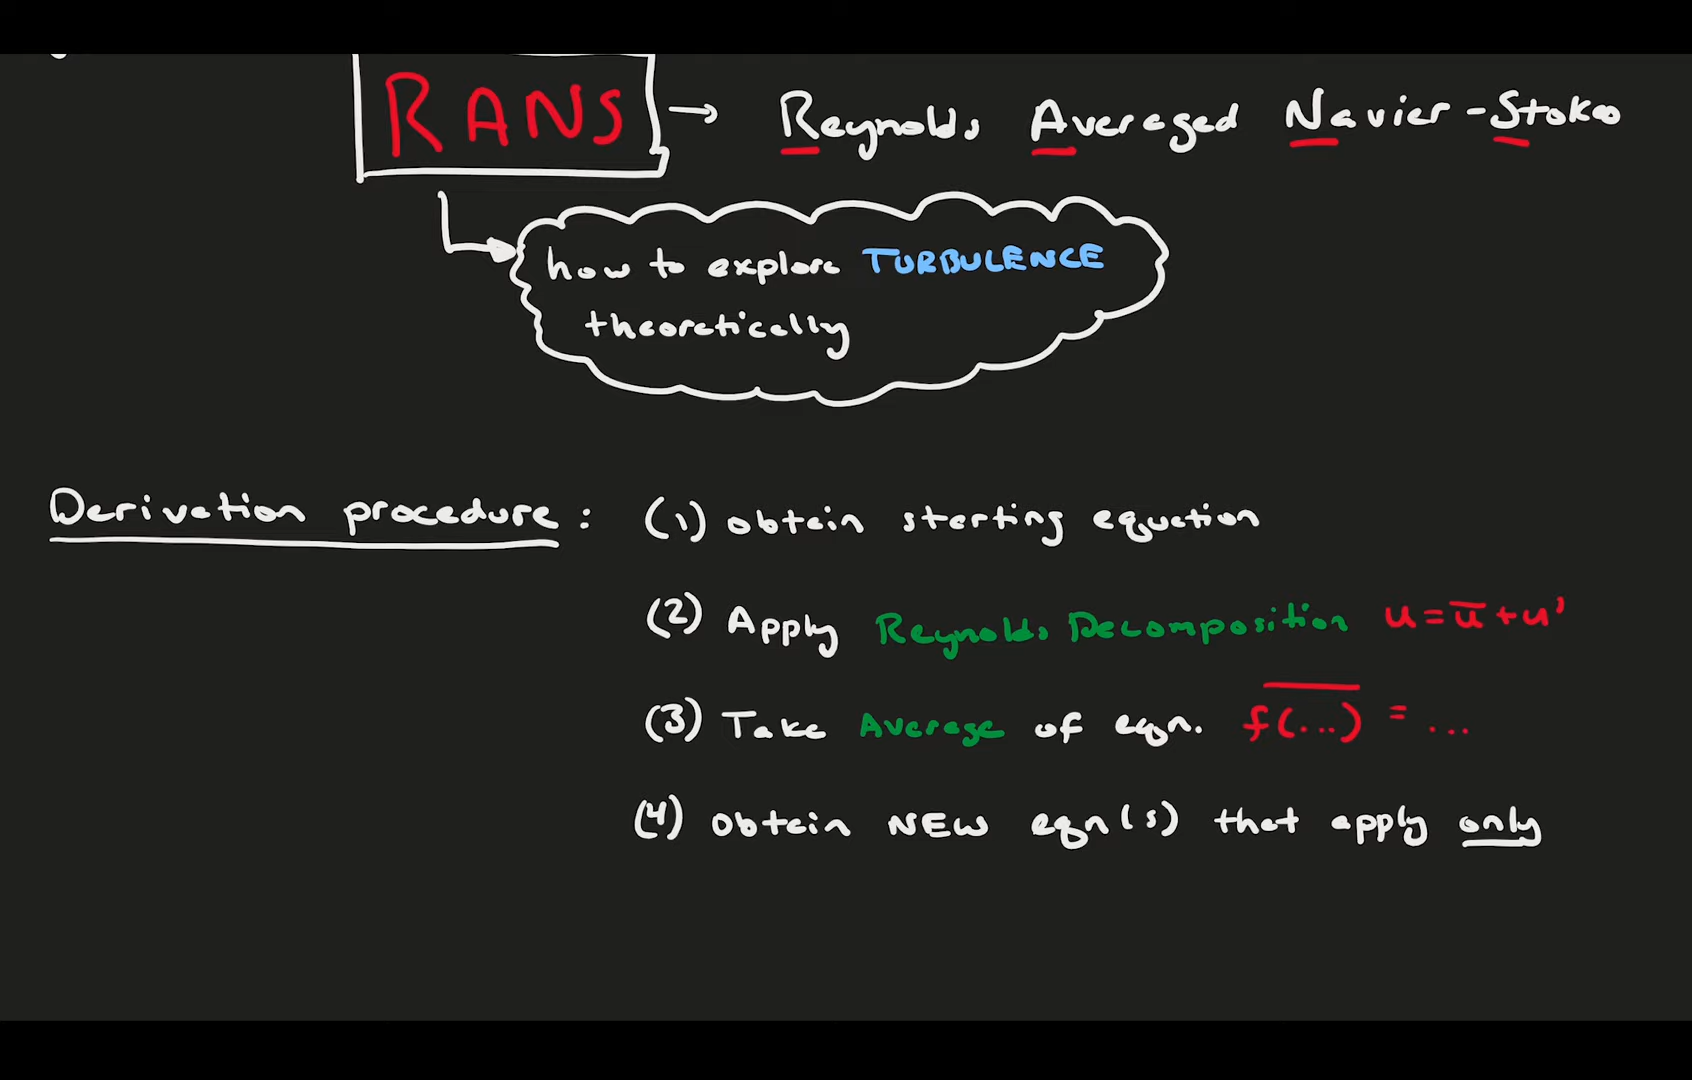 RANS → Reynolds Averaged Navier-Stokes
how to explore TURBULENCE
theoretically
Derivation procedure: (1) obtain starting equation
(2) Apply Reynolds Decomposition u = u̅ + u'
(3) Take Average of eqn. \overline{f(...)} = ...
(4) obtain NEW eqn(s) that apply only